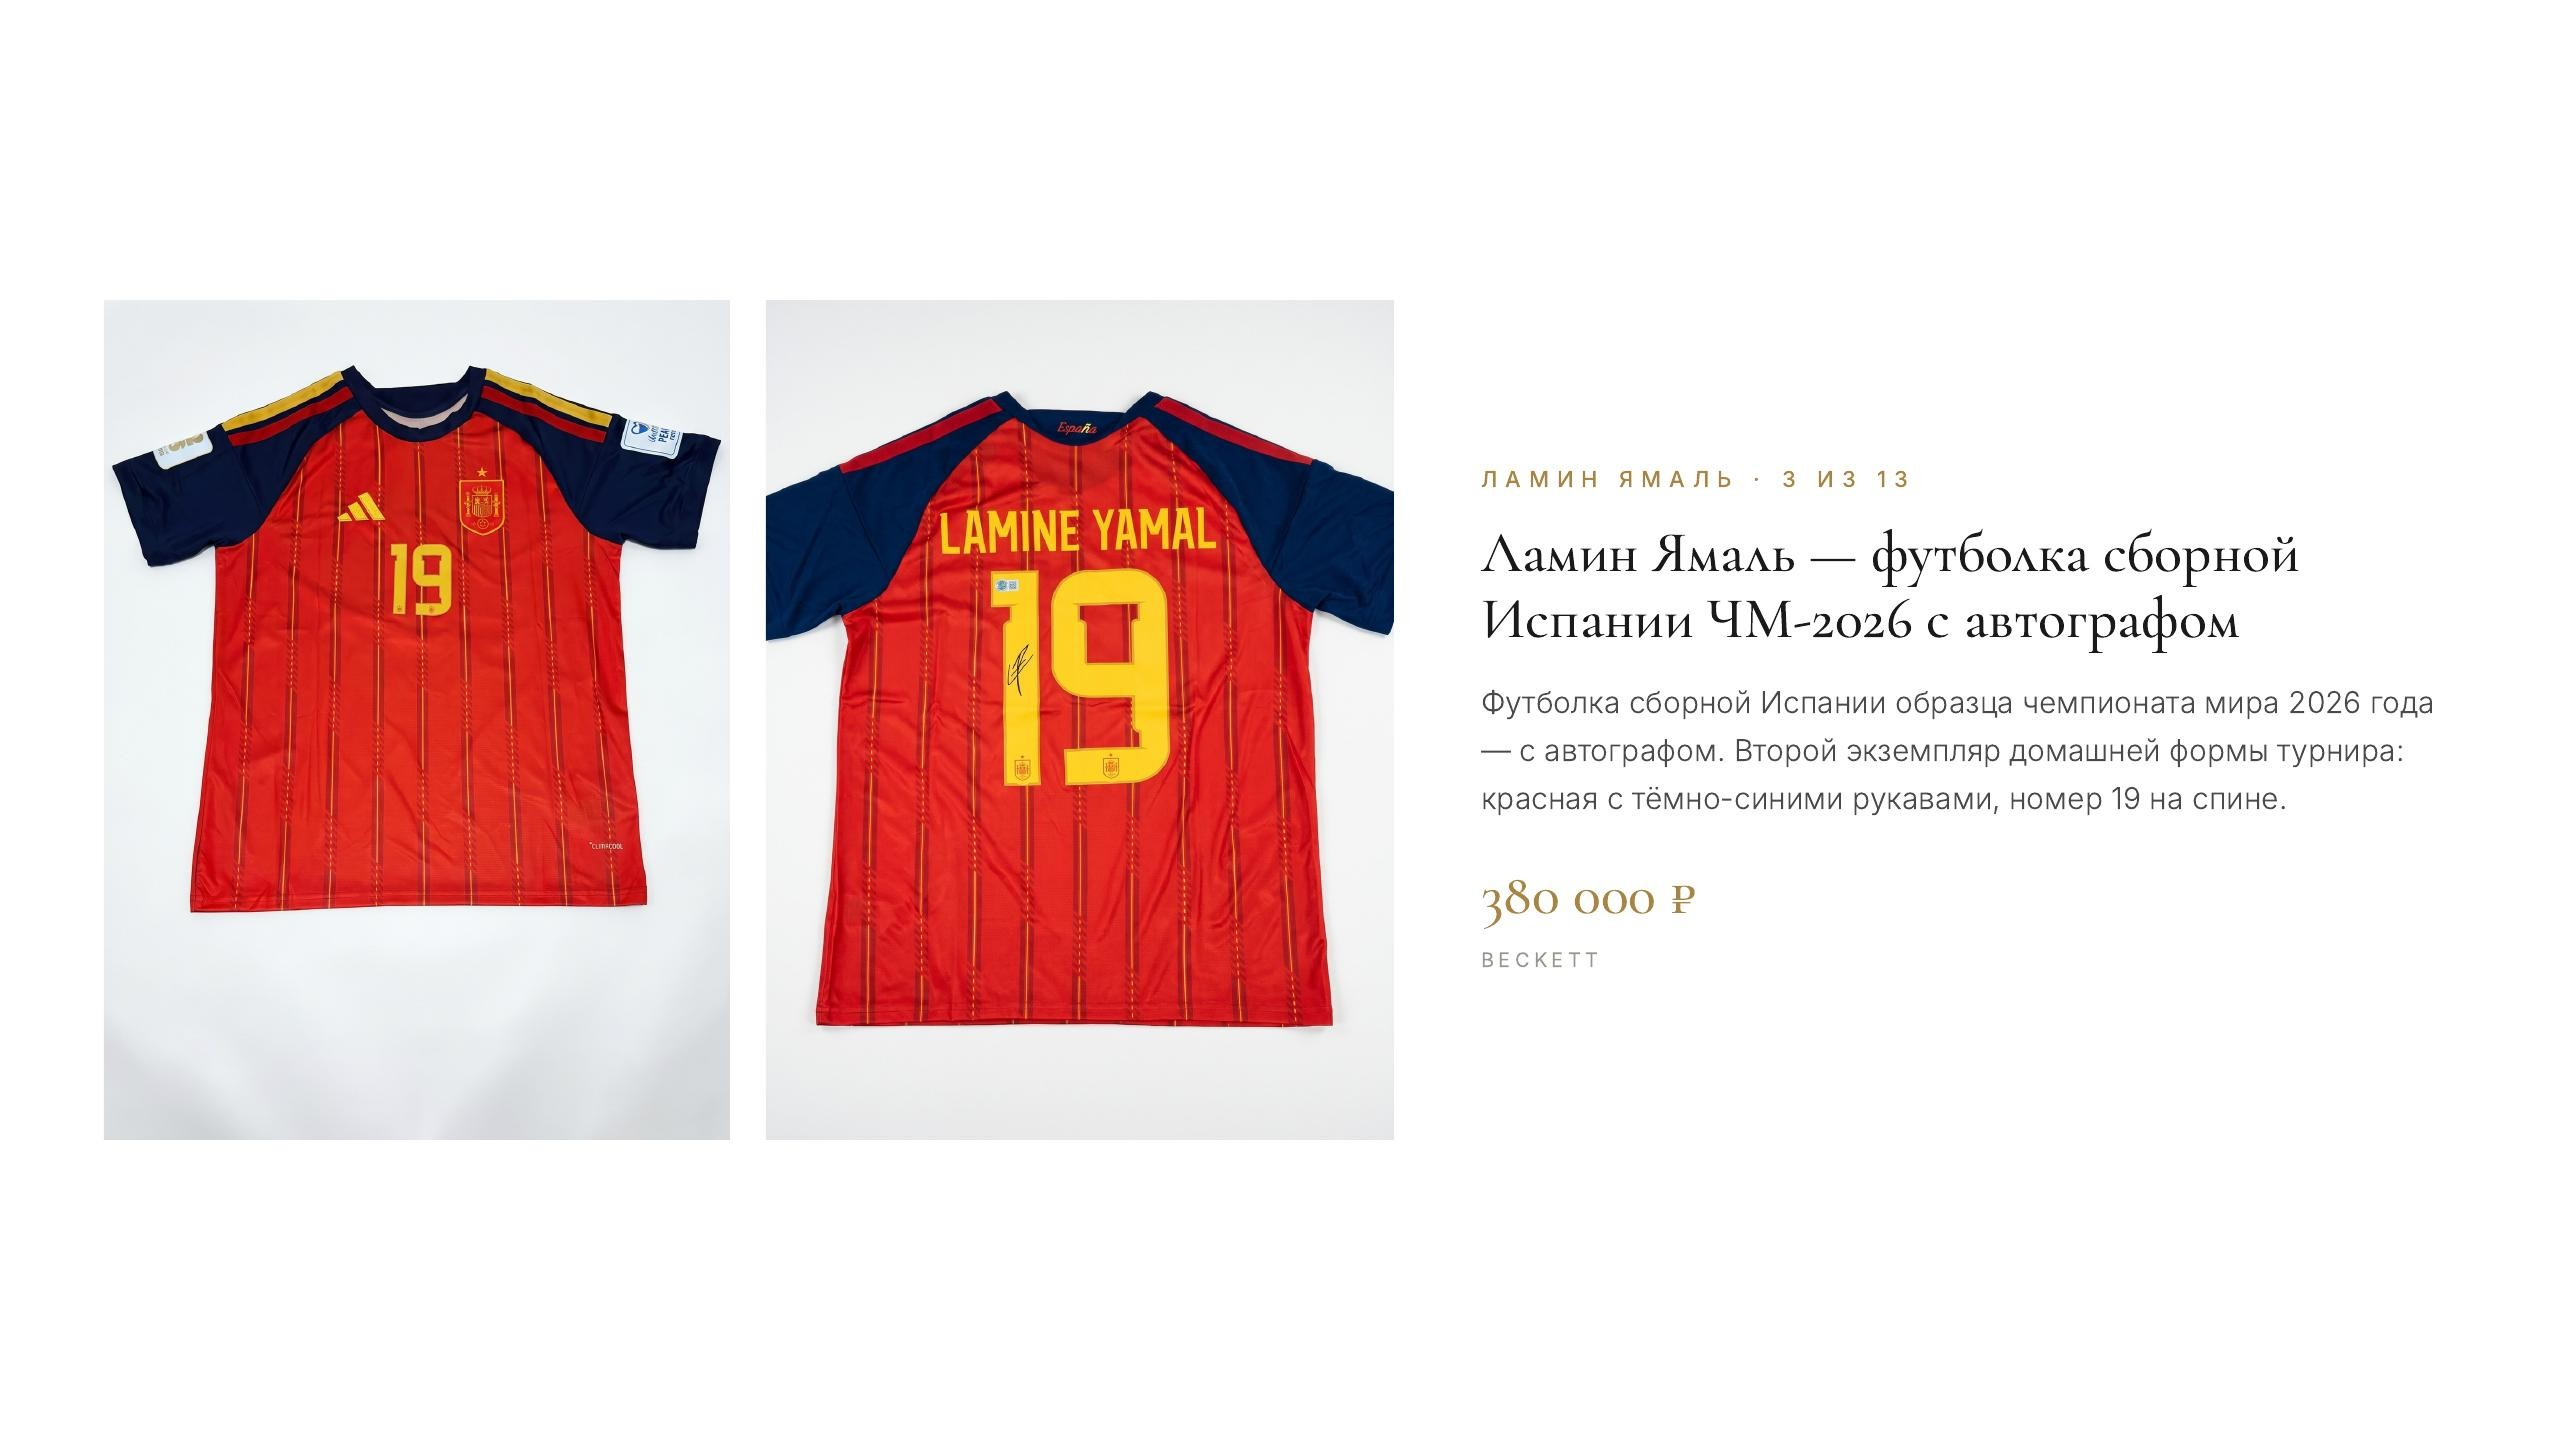 19
CLIMACOOL
España
LAMINE YAMAL
19
ЛАМИН ЯМАЛЬ · 3 ИЗ 13
Ламин Ямаль — футболка сборной
Испании ЧМ-2026 с автографом
Футболка сборной Испании образца чемпионата мира 2026 года
— с автографом. Второй экземпляр домашней формы турнира:
красная с тёмно-синими рукавами, номер 19 на спине.
380 000 ₽
BECKETT